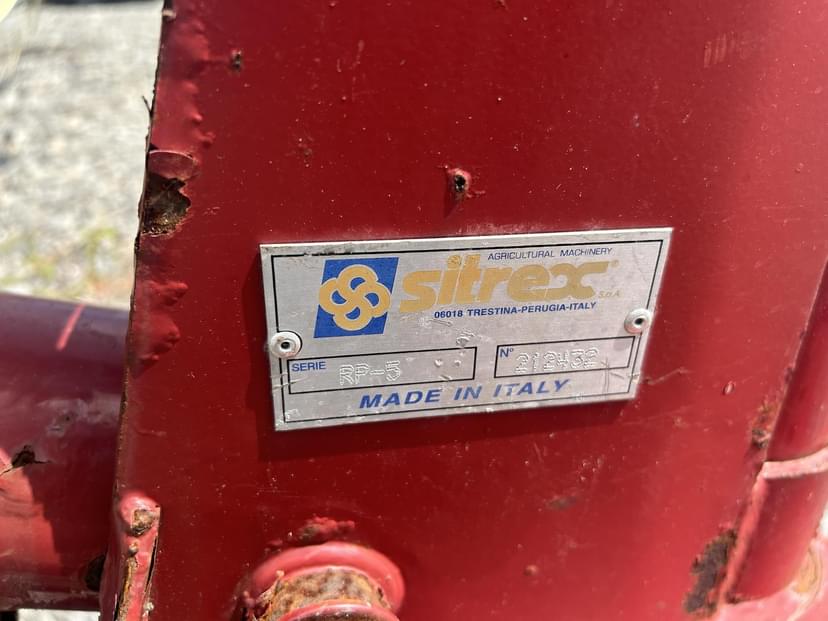 AGRICULTURAL MACHINERY
sitrex® S.p.A.
06018 TRESTINA-PERUGIA-ITALY
SERIE RP-5 N° 212432
MADE IN ITALY